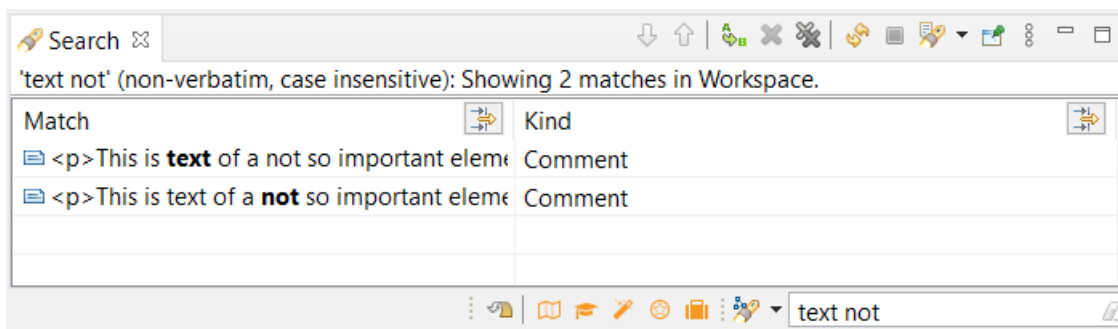 Search
'text not' (non-verbatim, case insensitive): Showing 2 matches in Workspace.
Match Kind
<p>This is text of a not so important eleme Comment
<p>This is text of a not so important eleme Comment
text not